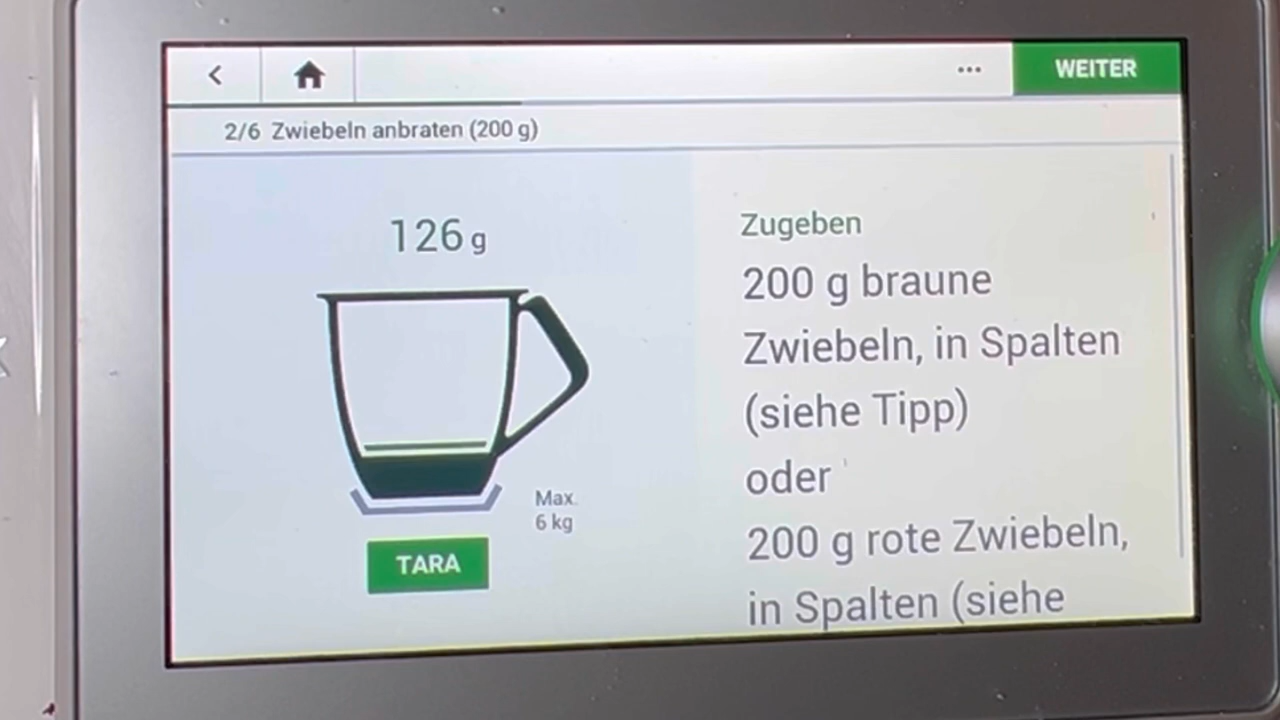 WEITER
2/6 Zwiebeln anbraten (200 g)
126 g
Max.
6 kg
TARA
Zugeben
200 g braune
Zwiebeln, in Spalten
(siehe Tipp)
oder
200 g rote Zwiebeln,
in Spalten (siehe